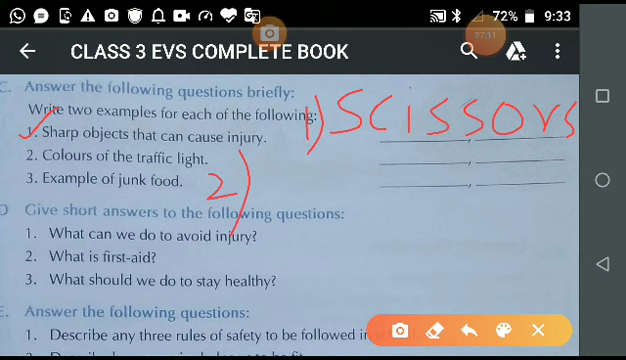 72% 9:33
27:11
CLASS 3 EVS COMPLETE BOOK
C. Answer the following questions briefly:
Write two examples for each of the following:
1) Scissors
1. Sharp objects that can cause injury.
2. Colours of the traffic light.
3. Example of junk food.
2)
D Give short answers to the following questions:
1. What can we do to avoid injury?
2. What is first-aid?
3. What should we do to stay healthy?
E. Answer the following questions:
1. Describe any three rules of safety to be followed in